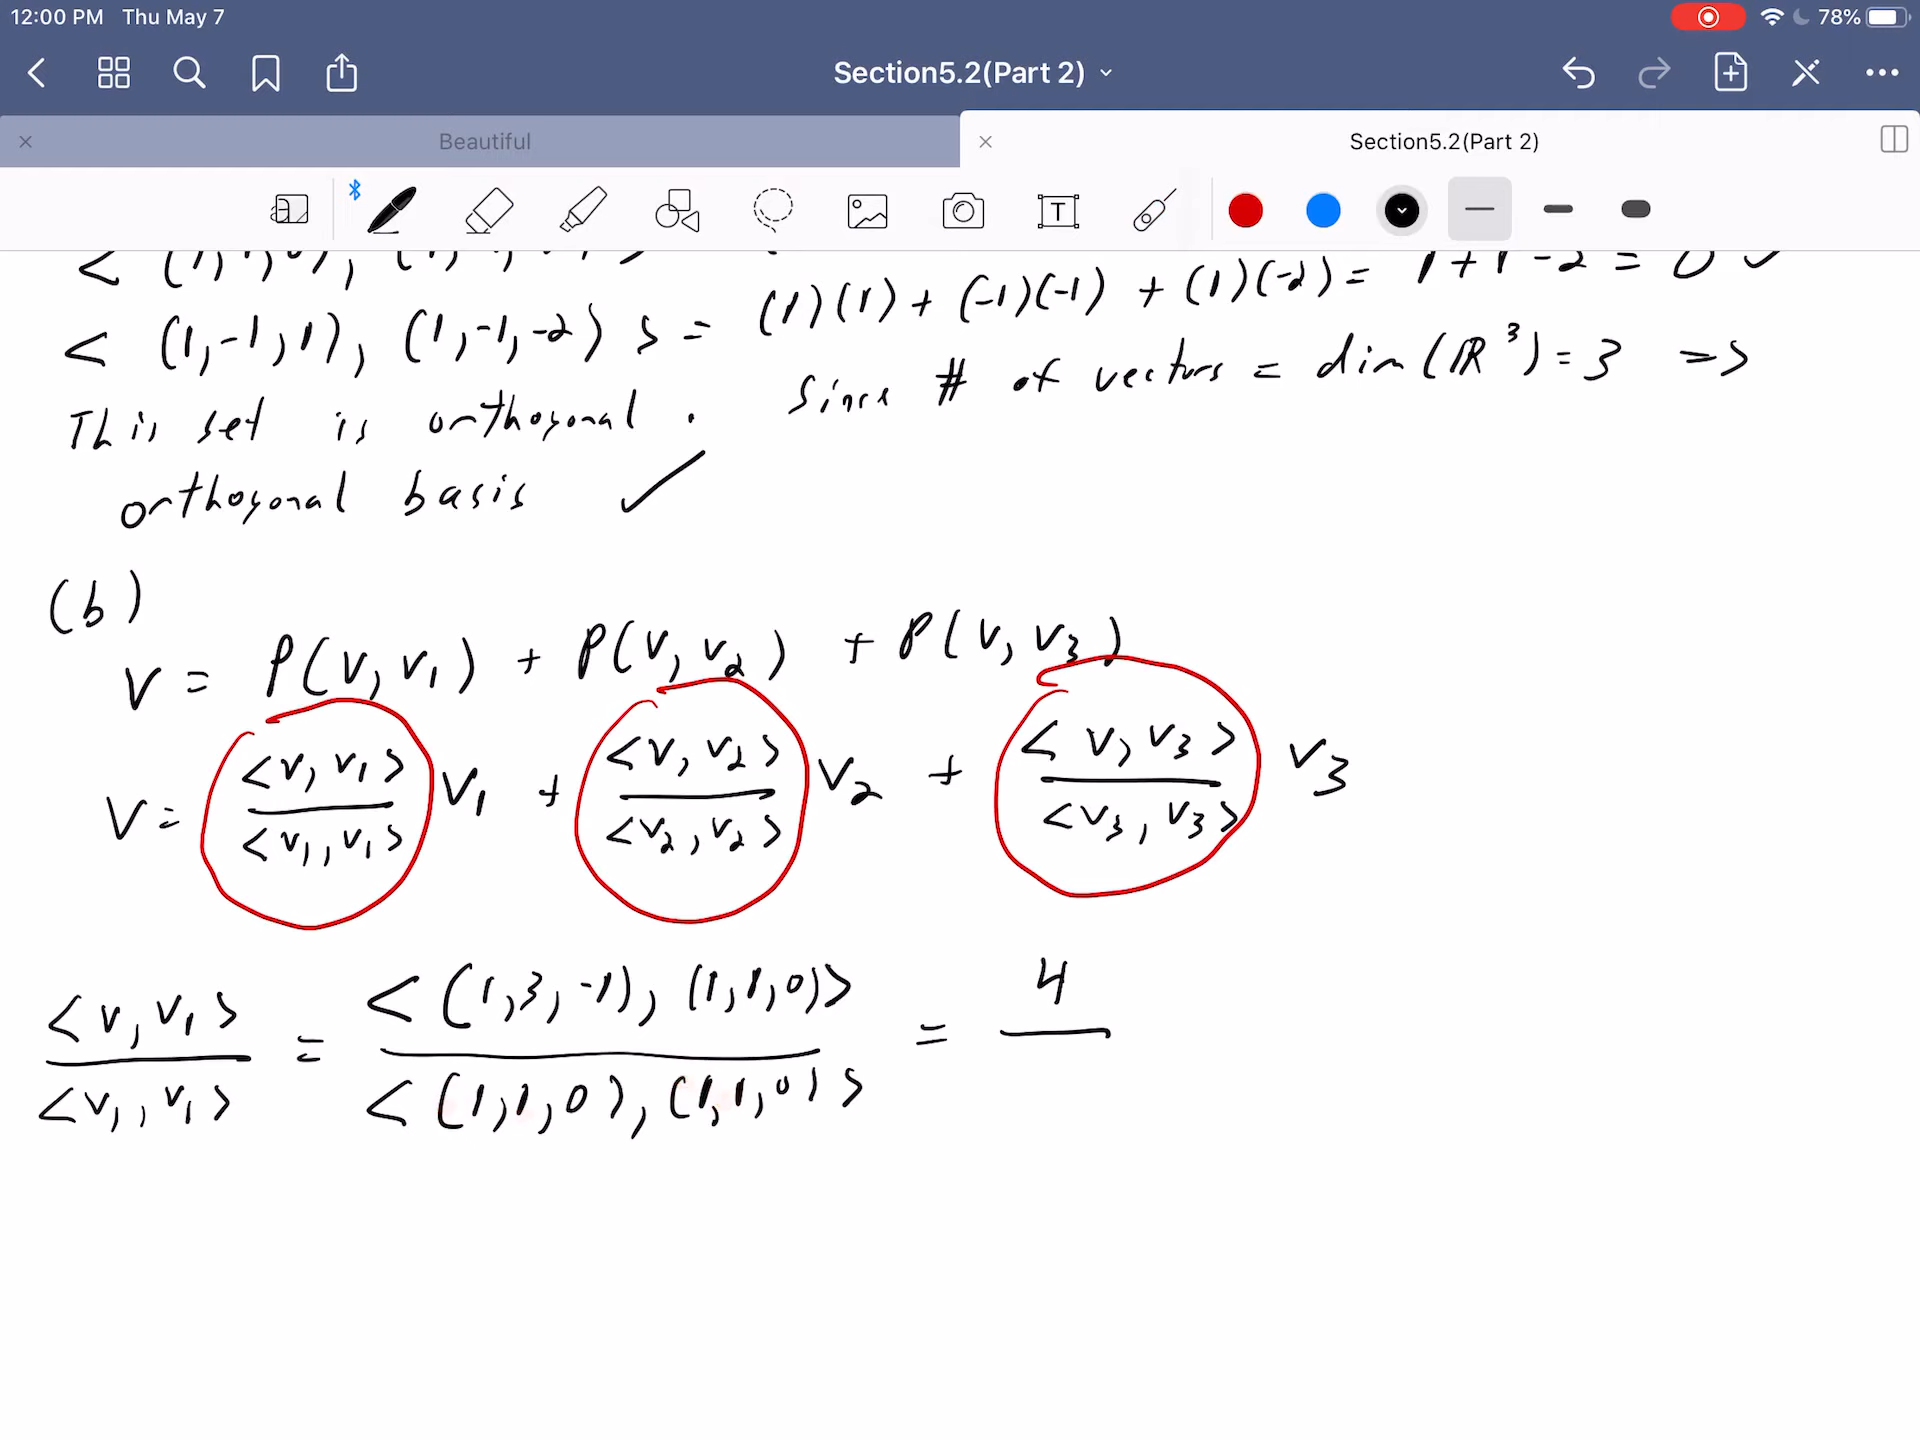 12:00 PM Thu May 7
78%
Section5.2(Part 2)
Beautiful
Section5.2(Part 2)
< (1,-1,1), (1,-1,-2) > = (1)(1) + (-1)(-1) + (1)(-2) = 1+1-2 = 0 ✓
This set is orthogonal. Since # of vectors = dim(ℝ³) = 3 =>
orthogonal basis ✓
(b)
V = P(V, V₁) + P(V, V₂) + P(V, V₃)
V = <V, V₁> / <V₁, V₁> V₁ + <V, V₂> / <V₂, V₂> V₂ + <V, V₃> / <V₃, V₃> V₃
<V, V₁> / <V₁, V₁> = <(1,3,-1), (1,1,0)> / <(1,1,0), (1,1,0)> = 4 /